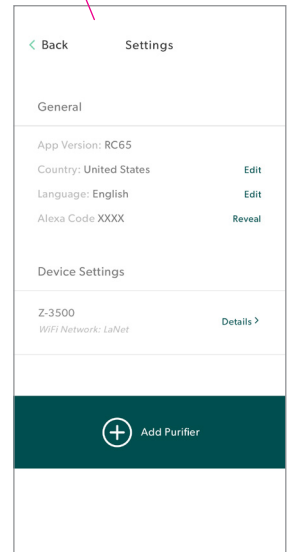 Back Settings
General
App Version: RC65
Country: United States Edit
Language: English Edit
Alexa Code XXXX Reveal
Device Settings
Z-3500
WiFi Network: LaNet
Details >
Add Purifier